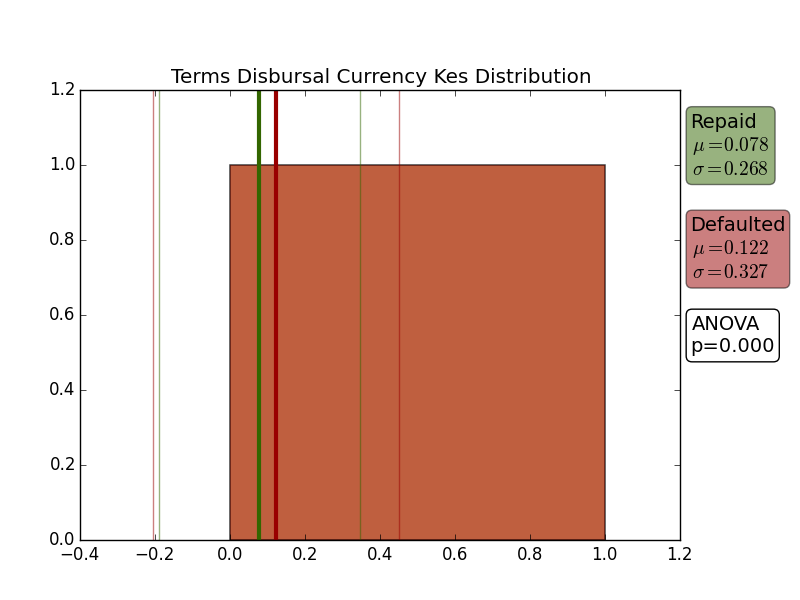 Terms Disbursal Currency Kes Distribution
1.2
1.0
0.8
0.6
0.4
0.2
0.0
−0.4 −0.2 0.0 0.2 0.4 0.6 0.8 1.0 1.2
Repaid
μ=0.078
σ=0.268
Defaulted
μ=0.122
σ=0.327
ANOVA
p=0.000